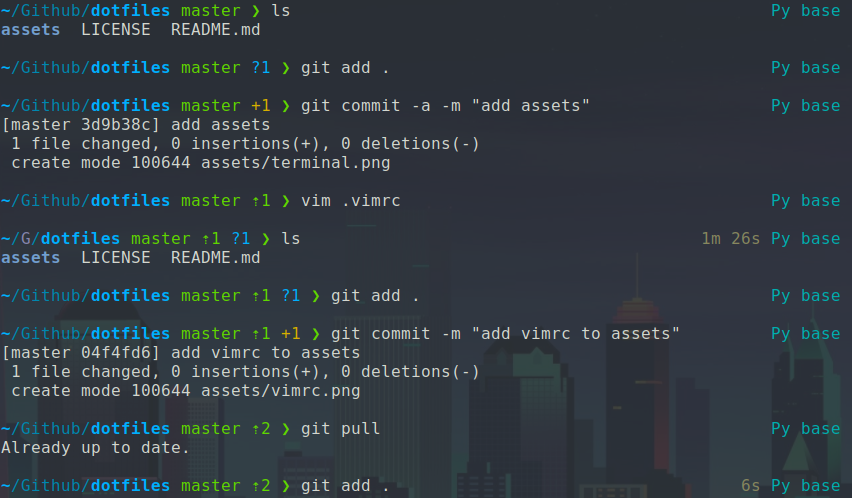 ~/Github/dotfiles master ❯ ls Py base
assets LICENSE README.md
~/Github/dotfiles master ?1 ❯ git add . Py base
~/Github/dotfiles master +1 ❯ git commit -a -m "add assets" Py base
[master 3d9b38c] add assets
1 file changed, 0 insertions(+), 0 deletions(-)
create mode 100644 assets/terminal.png
~/Github/dotfiles master ⇡1 ❯ vim .vimrc Py base
~/G/dotfiles master ⇡1 ?1 ❯ ls 1m 26s Py base
assets LICENSE README.md
~/Github/dotfiles master ⇡1 ?1 ❯ git add . Py base
~/Github/dotfiles master ⇡1 +1 ❯ git commit -m "add vimrc to assets" Py base
[master 04f4fd6] add vimrc to assets
1 file changed, 0 insertions(+), 0 deletions(-)
create mode 100644 assets/vimrc.png
~/Github/dotfiles master ⇡2 ❯ git pull Py base
Already up to date.
~/Github/dotfiles master ⇡2 ❯ git add . 6s Py base